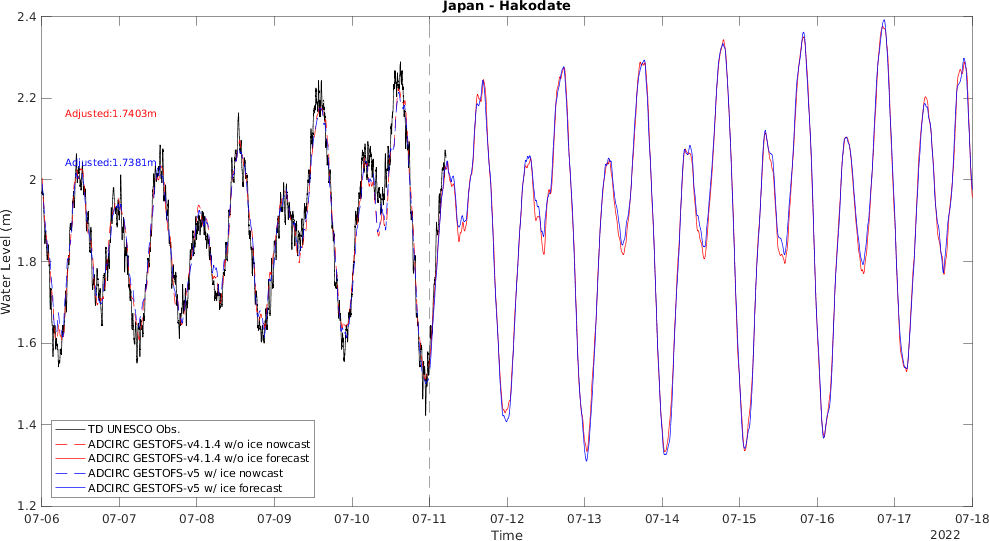 Japan - Hakodate
2.4
2.2
2
1.8
1.6
1.4
1.2
Water Level (m)
Adjusted:1.7403m
Adjusted:1.7381m
TD UNESCO Obs.
ADCIRC GESTOFS-v4.1.4 w/o ice nowcast
ADCIRC GESTOFS-v4.1.4 w/o ice forecast
ADCIRC GESTOFS-v5 w/ ice nowcast
ADCIRC GESTOFS-v5 w/ ice forecast
07-06 07-07 07-08 07-09 07-10 07-11 07-12 07-13 07-14 07-15 07-16 07-17 07-18
Time
2022